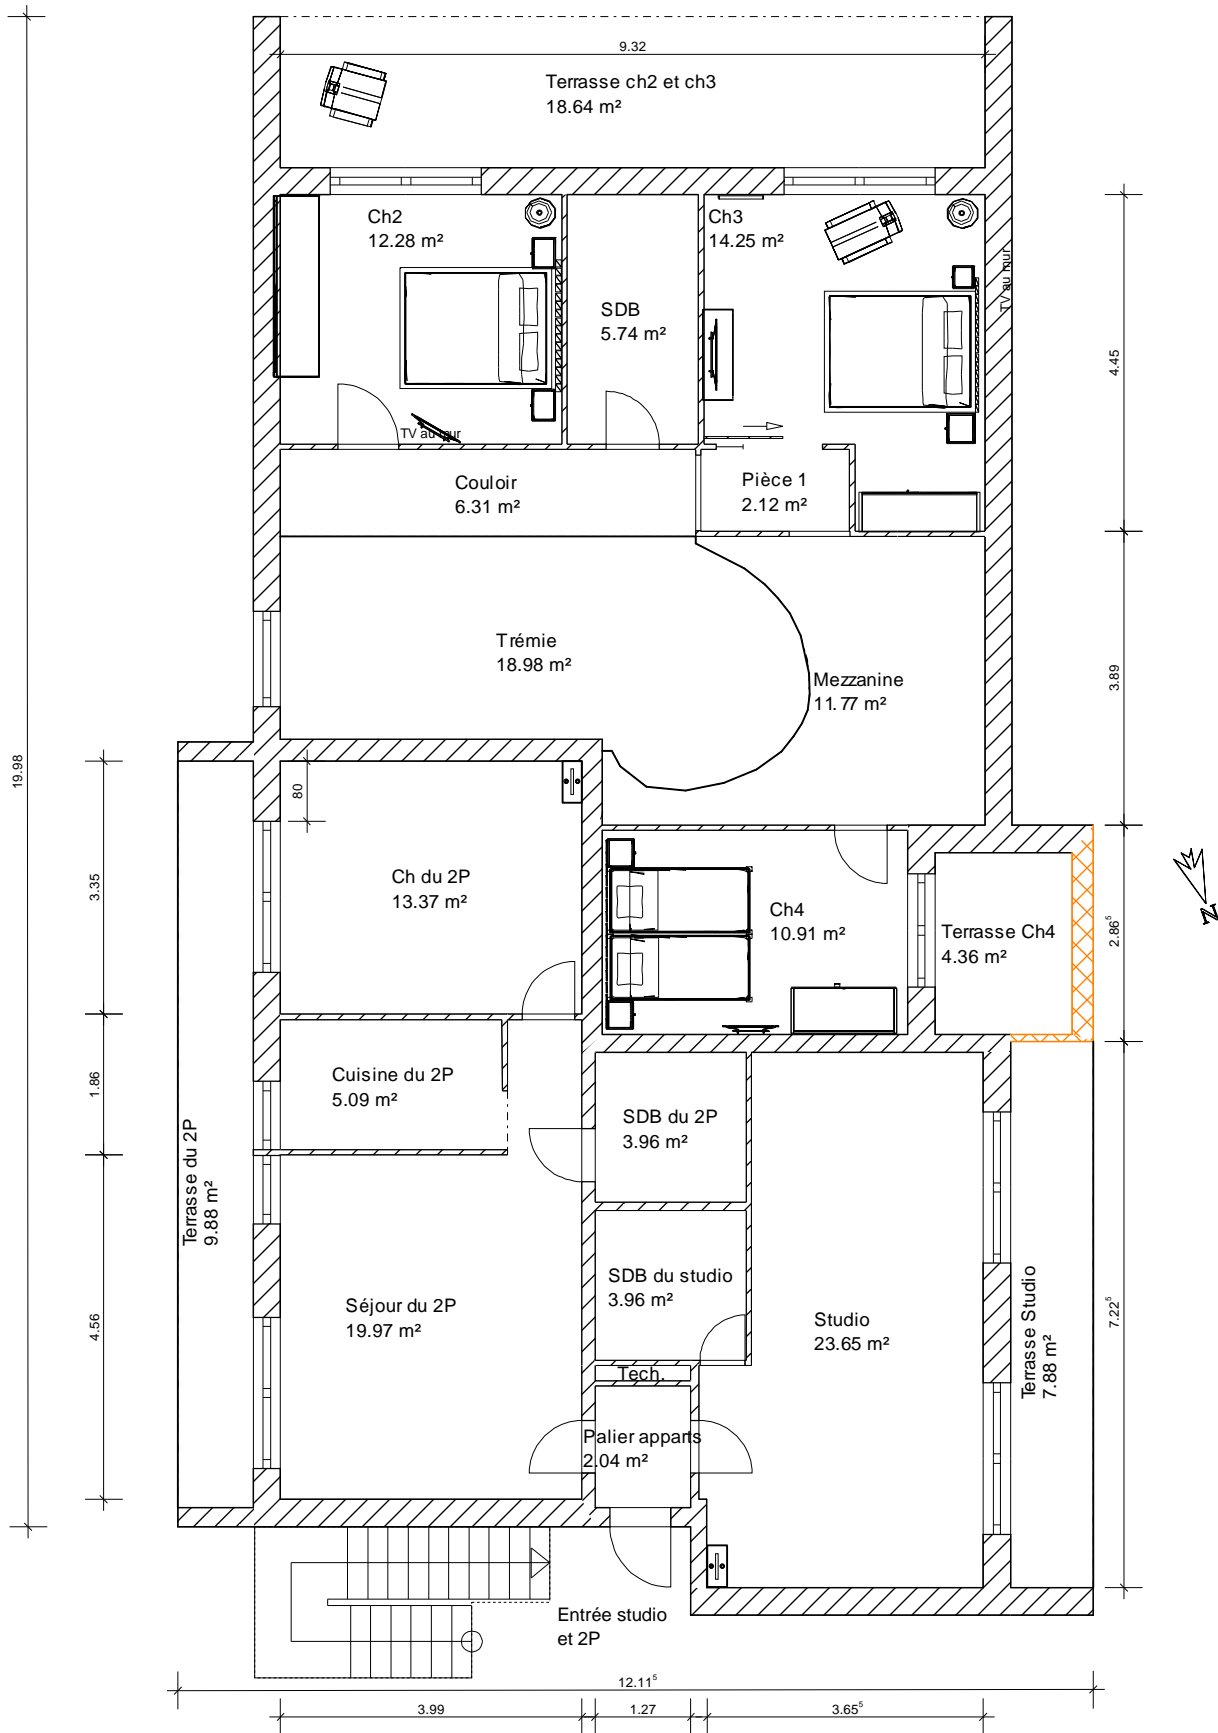 9.32
Terrasse ch2 et ch3
18.64 m²
Ch2
12.28 m²
Ch3
14.25 m²
TV au mur
SDB
5.74 m²
4.45
TV au mur
Couloir
6.31 m²
Pièce 1
2.12 m²
Trémie
18.98 m²
Mezzanine
11.77 m²
3.89
19.98
80
Ch du 2P
13.37 m²
3.35
Ch4
10.91 m²
Terrasse Ch4
4.36 m²
2.86⁵
N
Cuisine du 2P
5.09 m²
1.86
SDB du 2P
3.96 m²
Terrasse du 2P
9.88 m²
SDB du studio
3.96 m²
Séjour du 2P
19.97 m²
4.56
Studio
23.65 m²
Terrasse Studio
7.88 m²
7.22⁵
Tech.
Palier apparts
2.04 m²
Entrée studio
et 2P
12.11⁵
3.99
1.27
3.65⁵